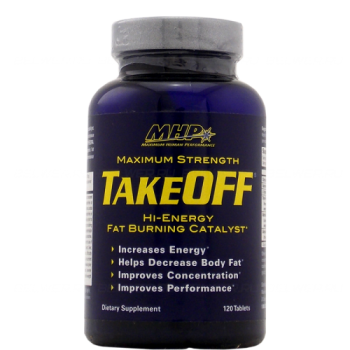 MHP
MAXIMUM HUMAN PERFORMANCE
MAXIMUM STRENGTH
TAKEOFF
HI-ENERGY
FAT BURNING CATALYST*
• Increases Energy*
• Helps Decrease Body Fat*
• Improves Concentration*
• Improves Performance*
Dietary Supplement 120 Tablets